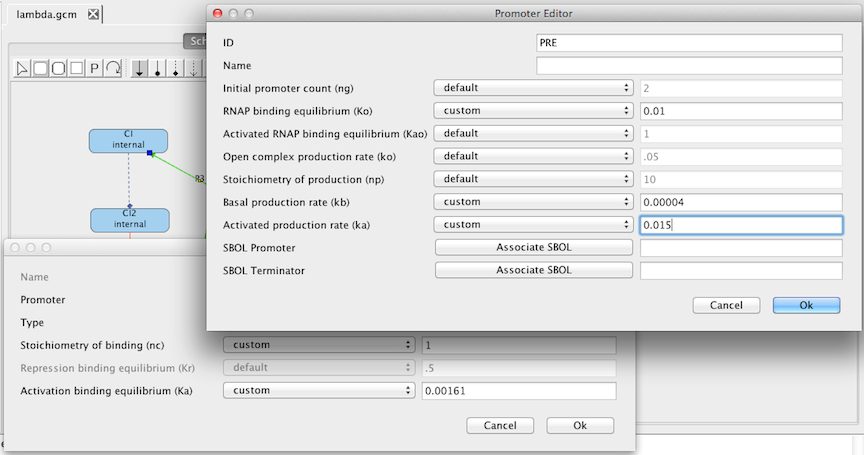 lambda.gcm
Promoter Editor
ID PRE
Name
Initial promoter count (ng) default 2
RNAP binding equilibrium (Ko) custom 0.01
Activated RNAP binding equilibrium (Kao) default 1
Open complex production rate (ko) default .05
Stoichiometry of production (np) default 10
Basal production rate (kb) custom 0.00004
Activated production rate (ka) custom 0.015
SBOL Promoter Associate SBOL
SBOL Terminator Associate SBOL
Cancel Ok
P
CI
internal
R3
CI2
internal
Name
Promoter
Type
Stoichiometry of binding (nc) custom 1
Repression binding equilibrium (Kr) default .5
Activation binding equilibrium (Ka) custom 0.00161
Cancel Ok